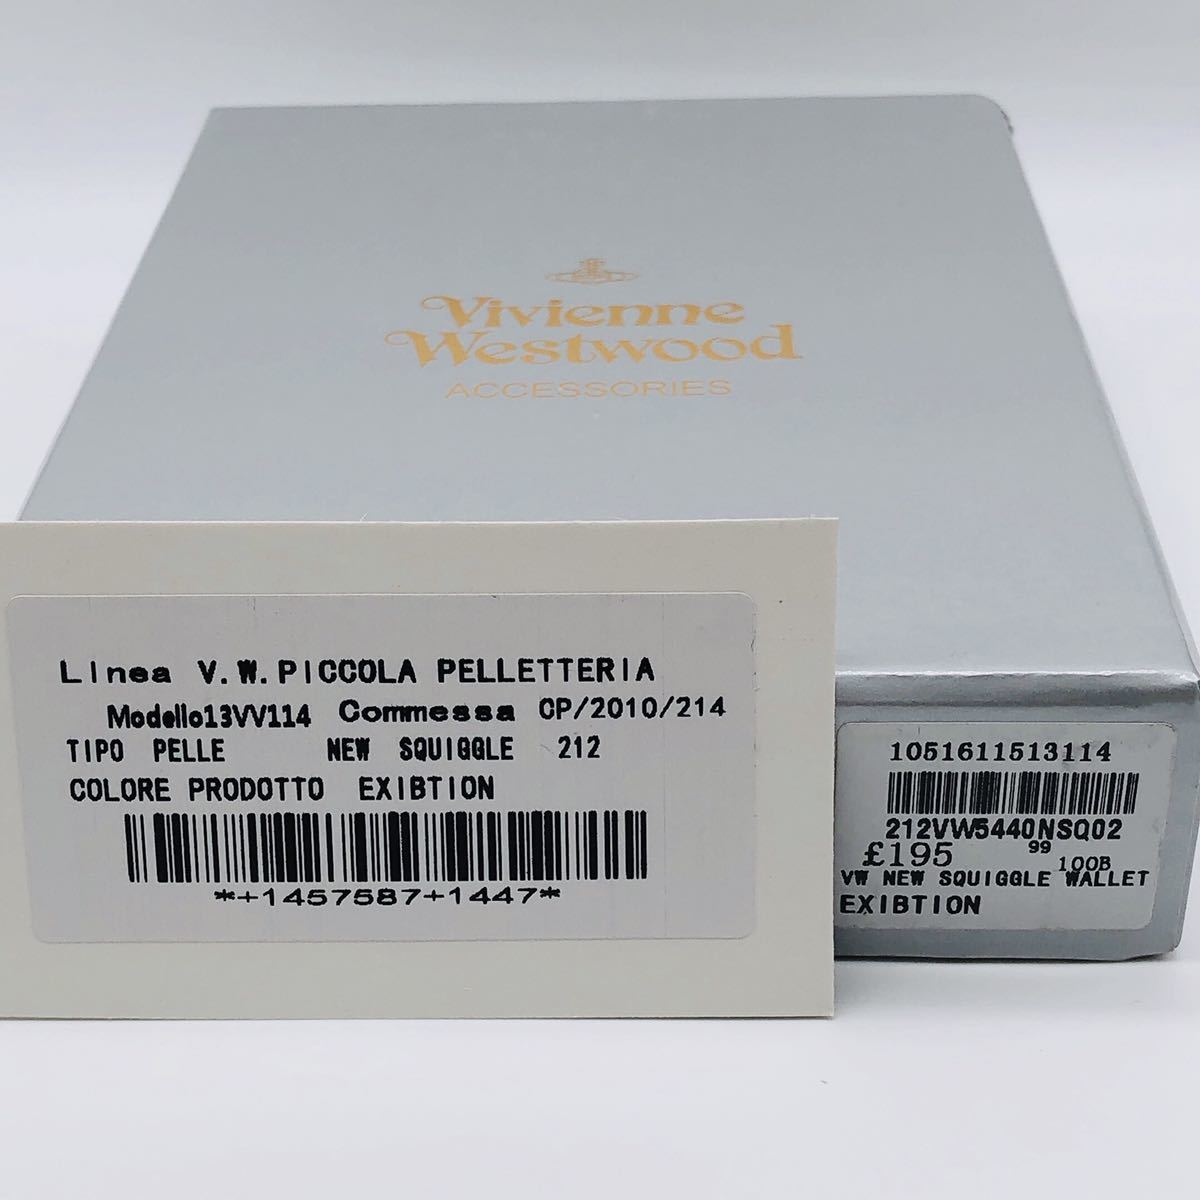 Vivienne
Westwood
ACCESSORIES
Linea V.W.PICCOLA PELLETTERIA
Modello13VV114 Commessa CP/2010/214
TIPO PELLE NEW SQUIGGLE 212
COLORE PRODOTTO EXIBTION
*+1457587+1447*
1051611513114
212VW5440NSQ02
£195 99 100B
VW NEW SQUIGGLE WALLET
EXIBTION